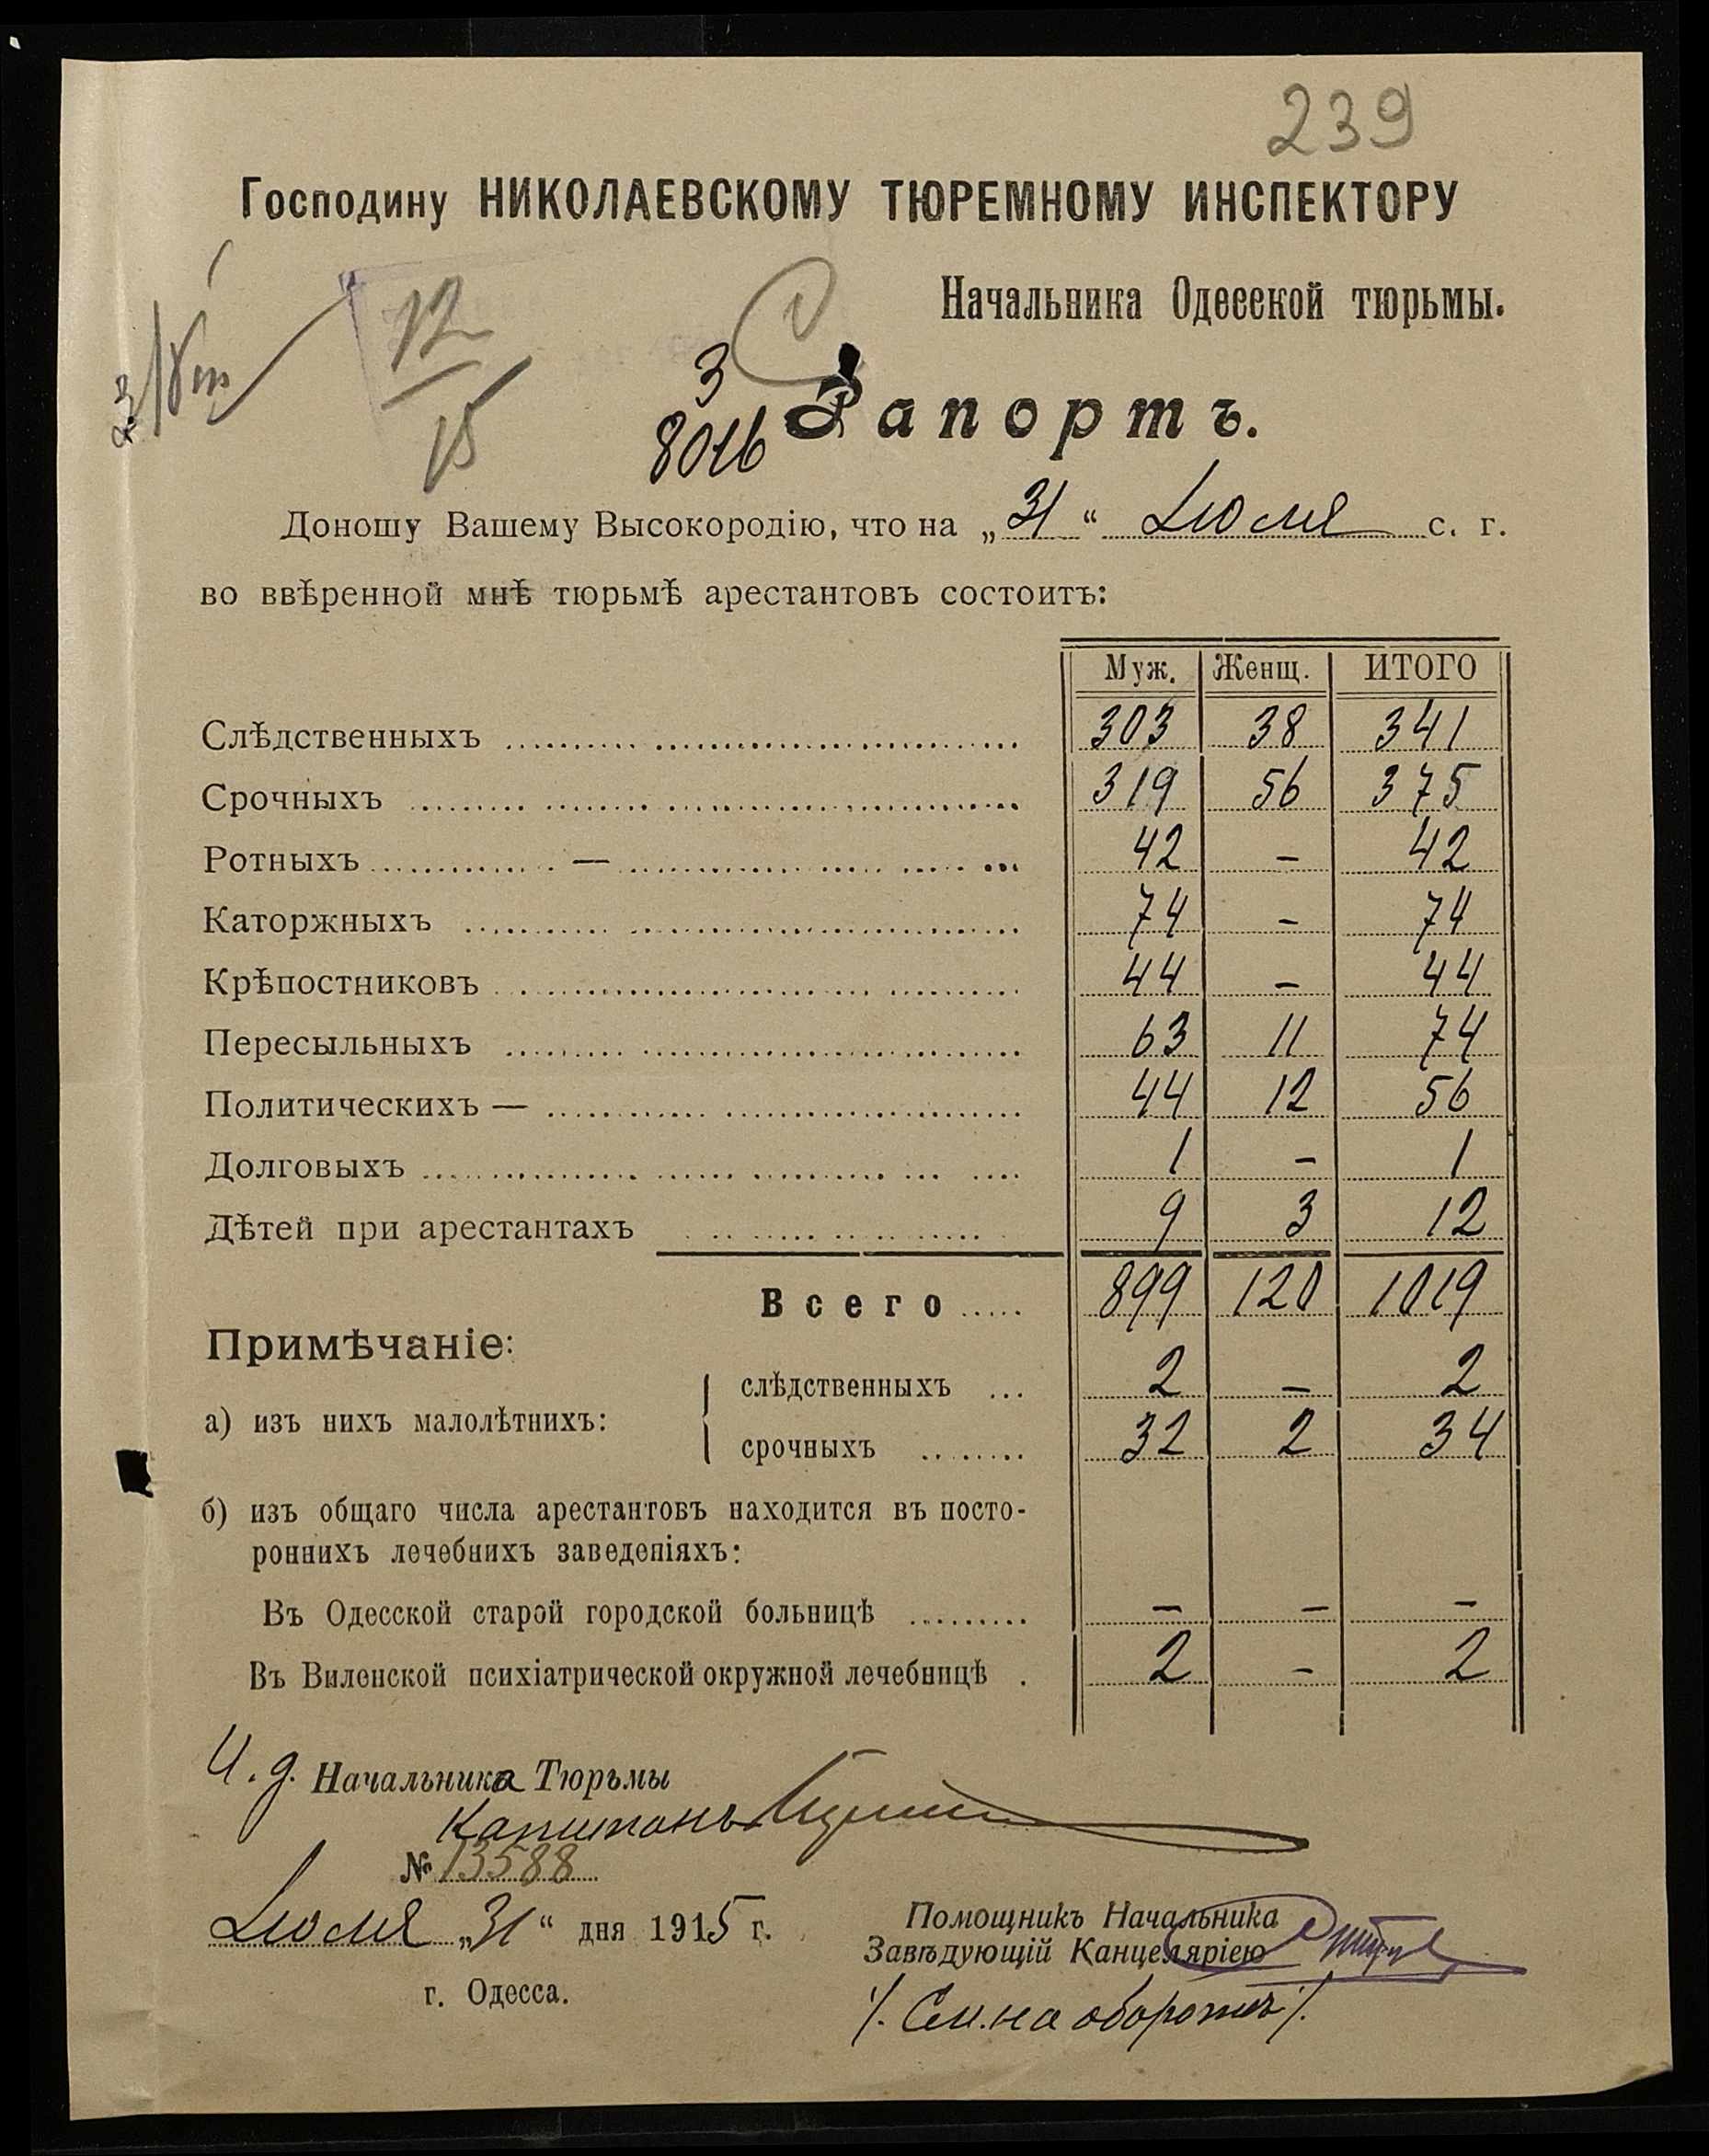 239
Господину НИКОЛАЕВСКОМУ ТЮРЕМНОМУ ИНСПЕКТОРУ
Начальника Одесской тюрьмы.
12
15
3
8016
Рапортъ.
Доношу Вашему Высокородію, что на „31“ Іюля с. г.
во ввѣренной мнѣ тюрьмѣ арестантовъ состоитъ:
Муж. Женщ. ИТОГО
Слѣдственныхъ 303 38 341
Срочныхъ 319 56 375
Ротныхъ — 42 - 42
Каторжныхъ 74 - 74
Крѣпостниковъ 44 - 44
Пересыльныхъ 63 11 74
Политическихъ — 44 12 56
Долговыхъ 1 - 1
Дѣтей при арестантахъ 9 3 12
Всего 899 120 1019
Примѣчаніе:
а) изъ нихъ малолѣтнихъ:
слѣдственныхъ 2 - 2
срочныхъ 32 2 34
б) изъ общаго числа арестантовъ находится въ посто-
роннихъ лечебнихъ заведеніяхъ:
Въ Одесской старой городской больницѣ - - -
Въ Виленской психіатрической окружной лечебницѣ 2 - 2
И. д. Начальника Тюрьмы
Капитанъ
№ 13588
Іюля „31“ дня 1915 г.
г. Одесса.
Помощникъ Начальника
Завѣдующій Канцеляріею
/. См. на оборотѣ /.